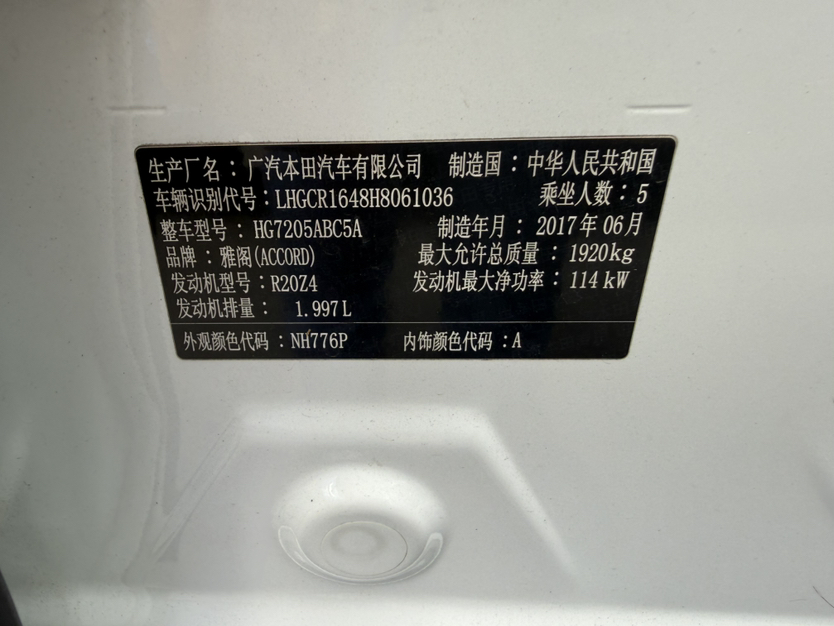 生产厂名：广汽本田汽车有限公司 制造国：中华人民共和国
车辆识别代号：LHGCR1648H8061036 乘坐人数：5
整车型号：HG7205ABC5A 制造年月：2017年06月
品牌：雅阁(ACCORD) 最大允许总质量：1920kg
发动机型号：R20Z4 发动机最大净功率：114kW
发动机排量： 1.997L
外观颜色代码：NH776P 内饰颜色代码：A